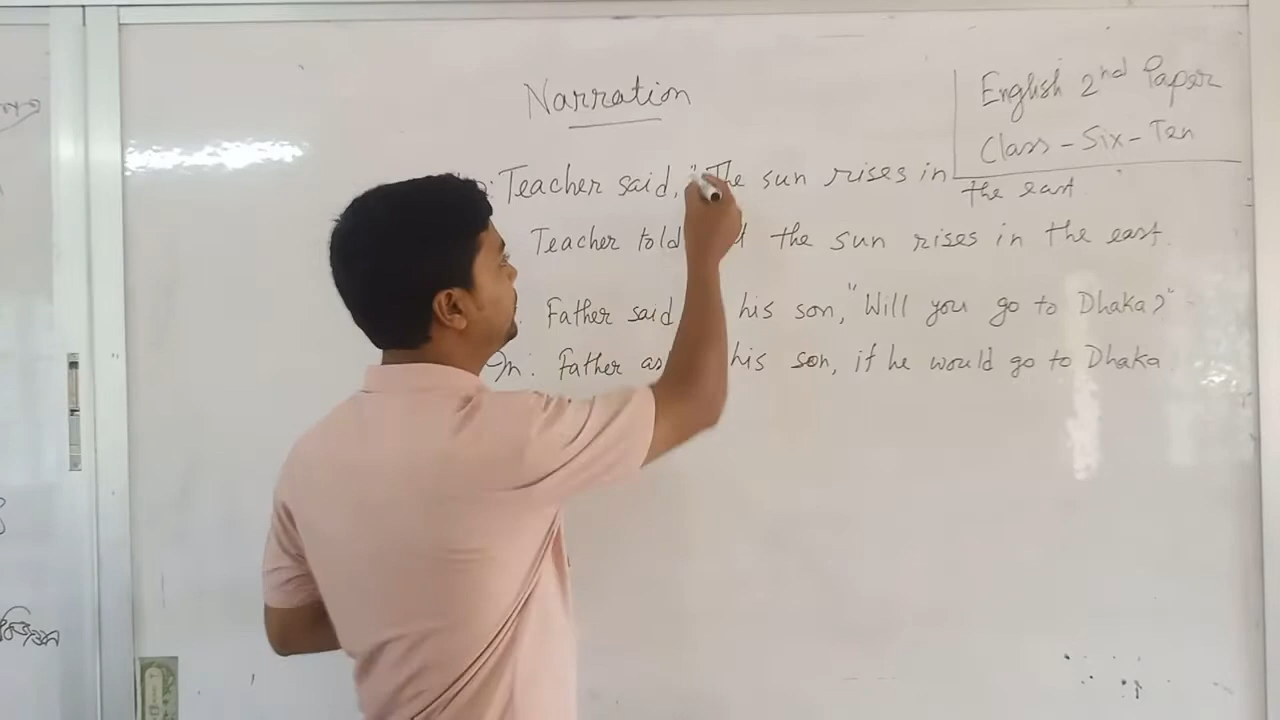 Narration
English 2nd Paper
Class - Six - Ten
: Teacher said, "The sun rises in the east
Teacher told the sun rises in the east.
Father said his son, "Will you go to Dhaka?"
In: Father his son, if he would go to Dhaka